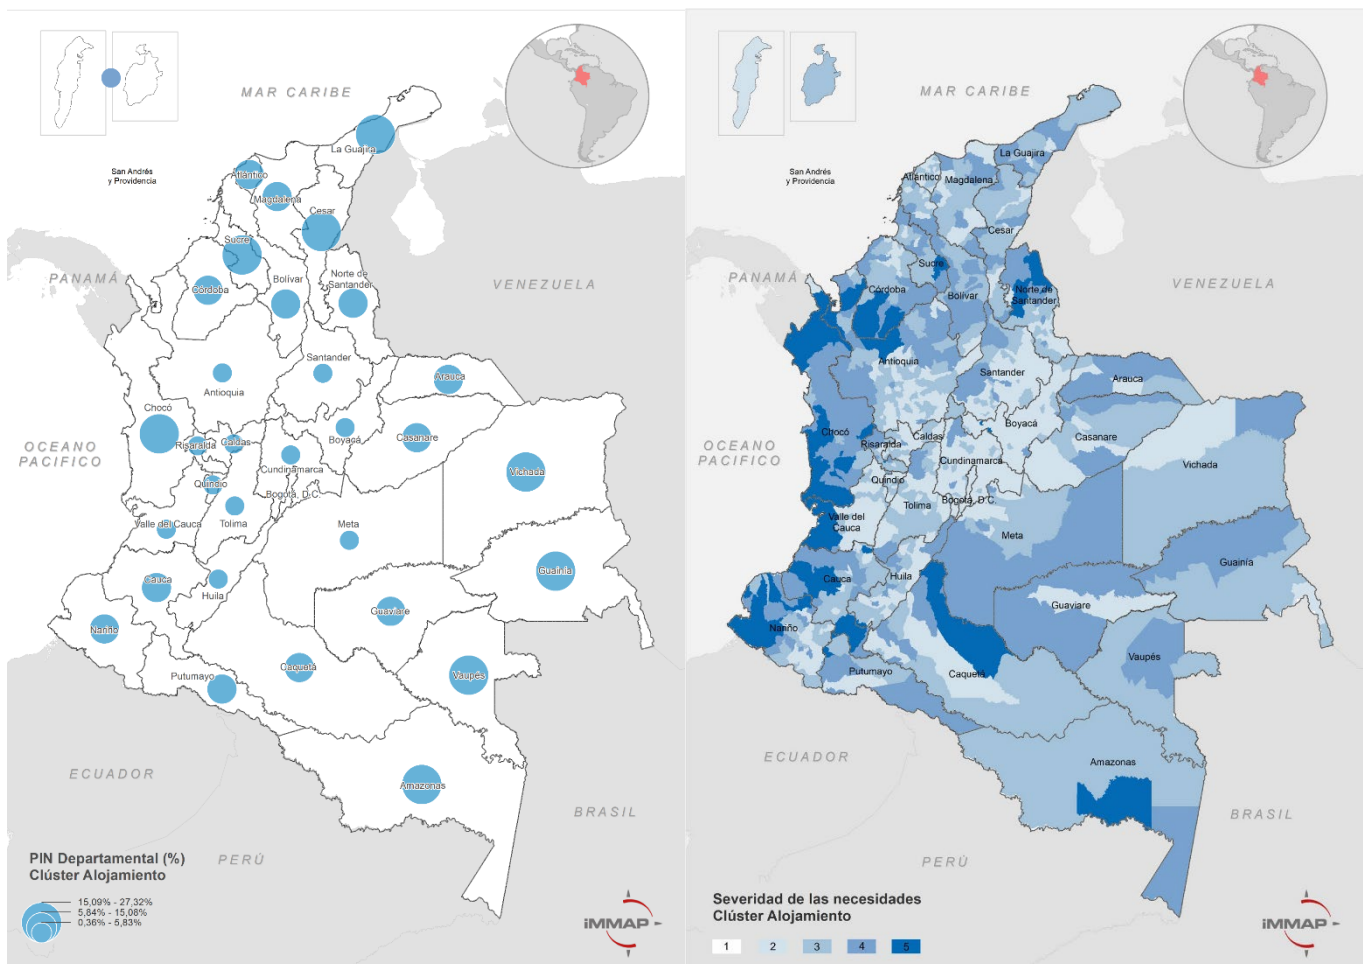 MAR CARIBE
San Andrés
y Providencia
La Guajira
Atlántico
Magdalena
Cesar
Sucre
PANAMÁ
Córdoba
Bolívar
Norte de
Santander
VENEZUELA
Antioquia
Santander
Arauca
Chocó
Risaralda
Caldas
Boyacá
Casanare
OCEANO
PACIFICO
Cundinamarca
Quindio
Bogotá, D.C.
Vichada
Valle del Cauca
Tolima
Meta
Cauca
Huila
Guainía
Guaviare
Nariño
Caquetá
Vaupés
Putumayo
ECUADOR
Amazonas
BRASIL
PERÚ
PIN Departamental (%)
Clúster Alojamiento
15,09% - 27,32%
5,84% - 15,08%
0,36% - 5,83%
iMMAP
MAR CARIBE
San Andrés
y Providencia
La Guajira
Atlántico
Magdalena
Cesar
Sucre
PANAMÁ
Córdoba
Bolívar
Norte de
Santander
VENEZUELA
Antioquia
Santander
Arauca
Chocó
Risaralda
Caldas
Boyacá
Casanare
OCEANO
PACIFICO
Cundinamarca
Quindio
Bogotá, D.C.
Vichada
Valle del
Cauca
Tolima
Meta
Cauca
Huila
Guainía
Guaviare
Nariño
Caquetá
Vaupés
Putumayo
ECUADOR
Amazonas
BRASIL
PERÚ
Severidad de las necesidades
Clúster Alojamiento
1 2 3 4 5
iMMAP